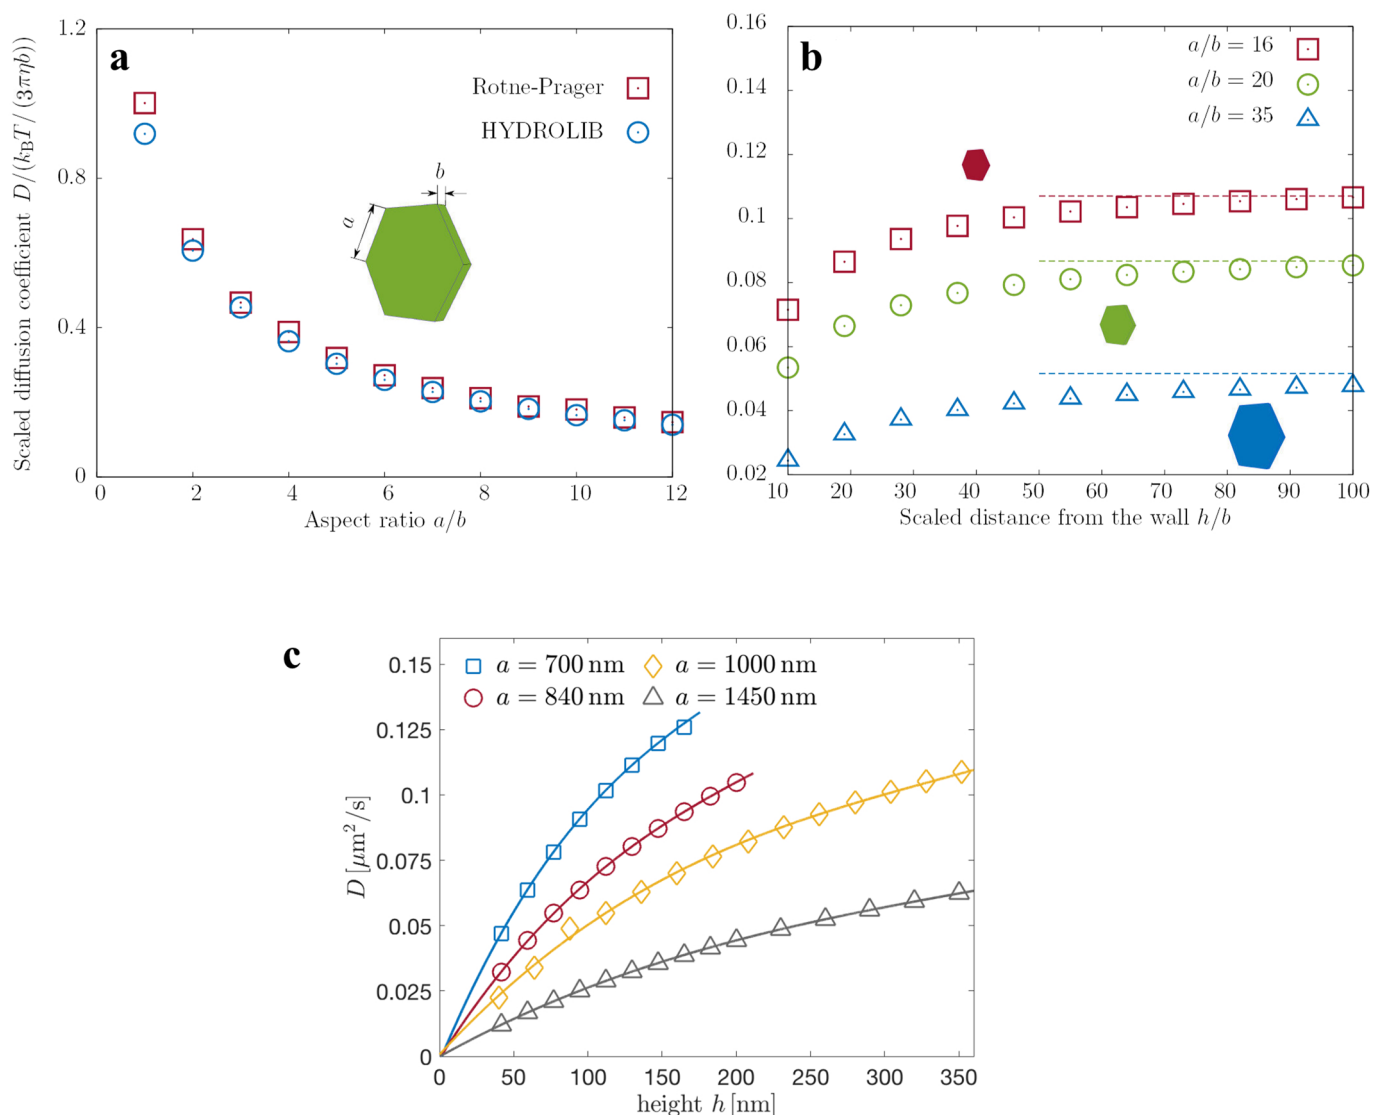 a
Scaled diffusion coefficient D/(k_BT/(3πηb))
1.2
0.8
0.4
0
Rotne-Prager
HYDROLIB
b
a
0 2 4 6 8 10 12
Aspect ratio a/b
b
0.16
0.14
0.12
0.1
0.08
0.06
0.04
0.02
a/b = 16
a/b = 20
a/b = 35
10 20 30 40 50 60 70 80 90 100
Scaled distance from the wall h/b
c
D [μm²/s]
0.15
0.125
0.1
0.075
0.05
0.025
0
a = 700 nm a = 1000 nm
a = 840 nm a = 1450 nm
0 50 100 150 200 250 300 350
height h [nm]